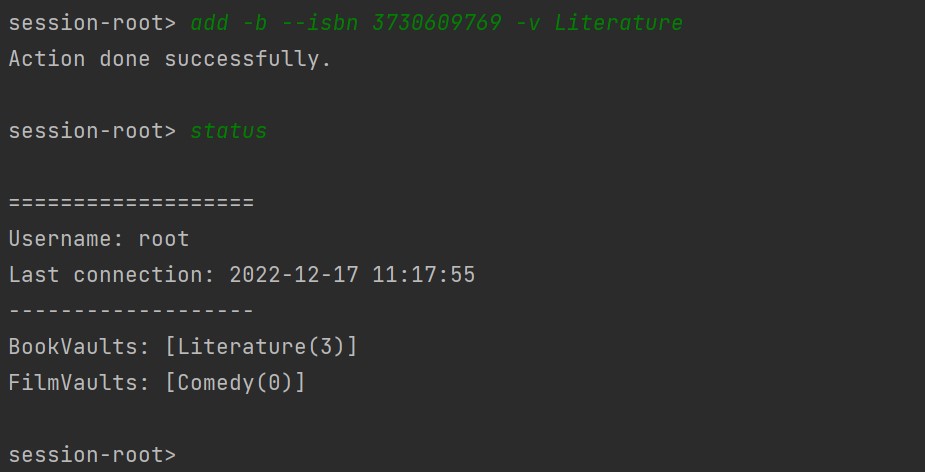 session-root> add -b --isbn 3730609769 -v Literature
Action done successfully.
session-root> status
===================
Username: root
Last connection: 2022-12-17 11:17:55
-------------------
BookVaults: [Literature(3)]
FilmVaults: [Comedy(0)]
session-root>